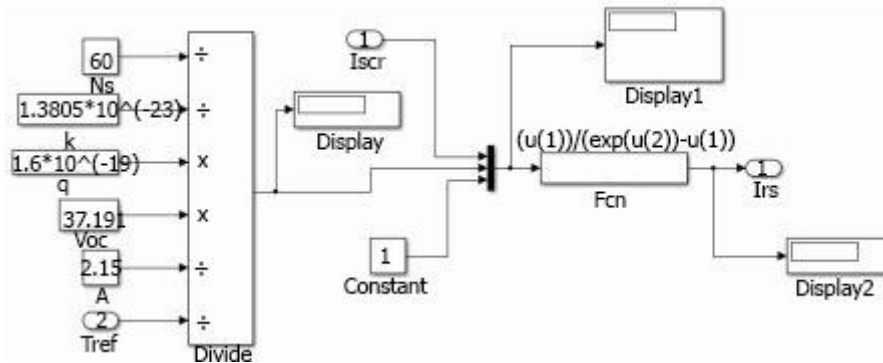 60
÷
Ns
1.3805*10^(-23)
÷
k
1.6*10^(-19)
x
q
37.191
x
Voc
2.15
÷
A
2
÷
Tref
Divide
1
Iscr
Display
1
Constant
Display1
(u(1))/(exp(u(2))-u(1))
Fcn
1
Irs
Display2